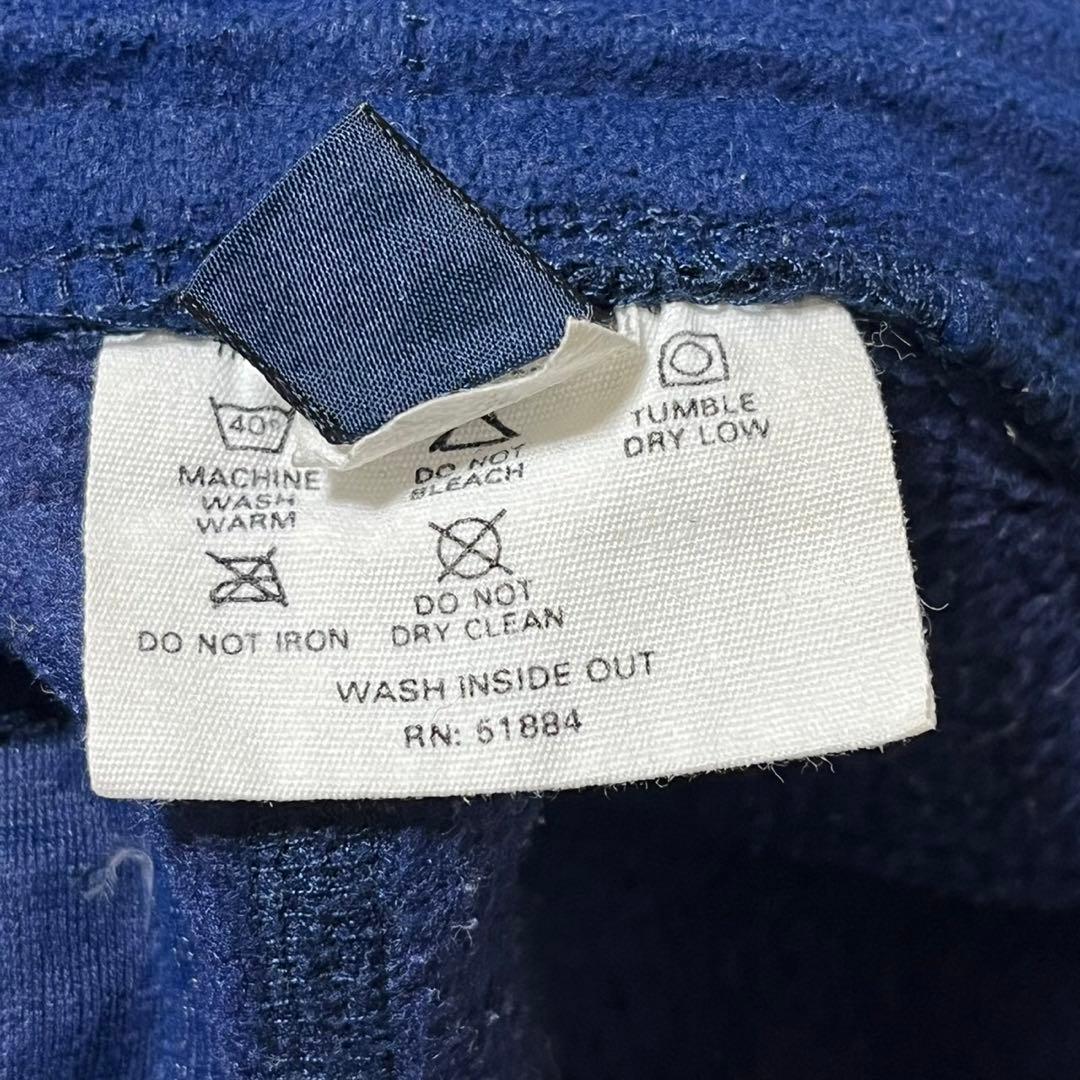 40°
MACHINE
WASH
WARM
DO NOT
BLEACH
TUMBLE
DRY LOW
DO NOT IRON
DO NOT
DRY CLEAN
WASH INSIDE OUT
RN: 51884